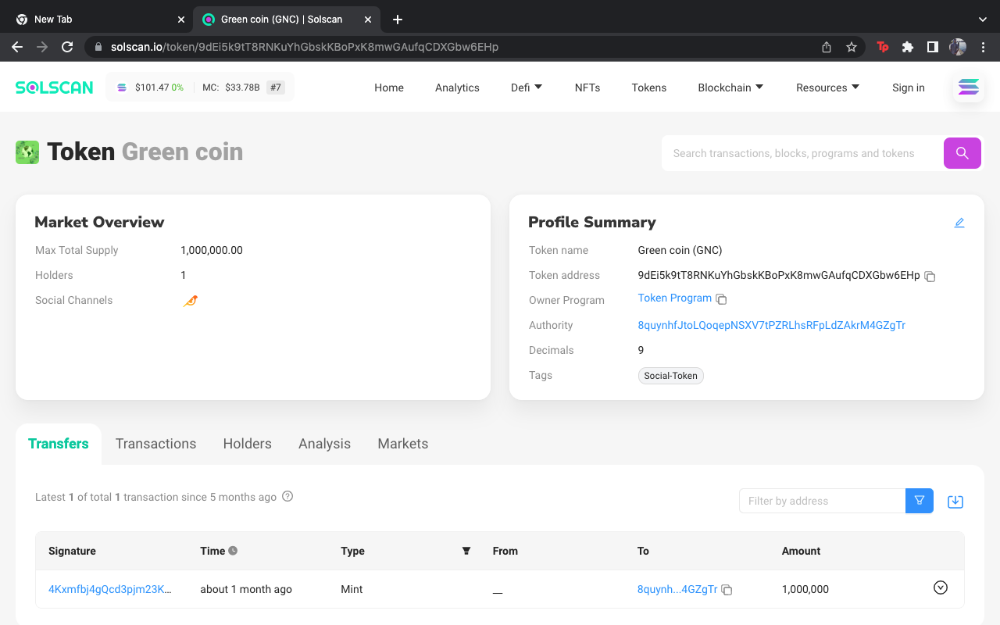 New Tab
Green coin (GNC) | Solscan
solscan.io/token/9dEi5k9tT8RNKuYhGbskKBoPxK8mwGAufqCDXGbw6EHp
Tp
SOLSCAN
$101.47 0% MC: $33.78B #7
Home Analytics Defi NFTs Tokens Blockchain Resources Sign in
Token Green coin
Search transactions, blocks, programs and tokens
Market Overview
Max Total Supply 1,000,000.00
Holders 1
Social Channels
Profile Summary
Token name Green coin (GNC)
Token address 9dEi5k9tT8RNKuYhGbskKBoPxK8mwGAufqCDXGbw6EHp
Owner Program Token Program
Authority 8quynhfJtoLQoqepNSXV7tPZRLhsRFpLdZAkrM4GZgTr
Decimals 9
Tags Social-Token
Transfers Transactions Holders Analysis Markets
Latest 1 of total 1 transaction since 5 months ago
Filter by address
Signature Time Type From To Amount
4Kxmfbj4gQcd3pjm23K... about 1 month ago Mint __ 8quynh...4GZgTr 1,000,000